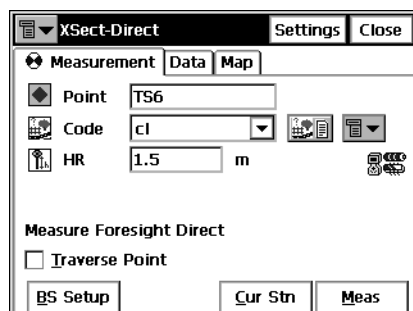 XSect-Direct Settings Close
Measurement Data Map
Point TS6
Code cl
HR 1.5 m
Measure Foresight Direct
Traverse Point
BS Setup Cur Stn Meas